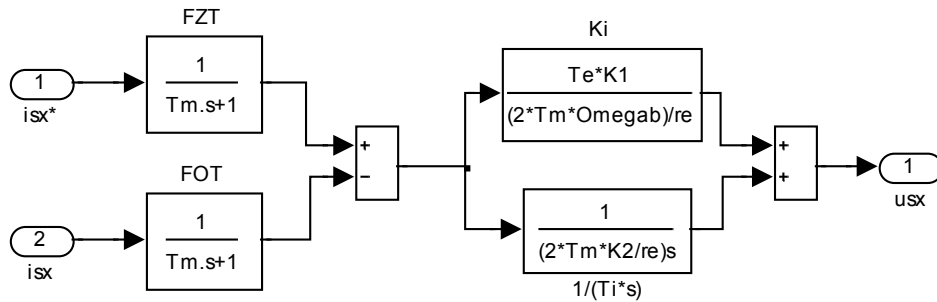 FZT
Ki
1
isx*
1
Tm.s+1
Te*K1
(2*Tm*Omegab)/re
+
−
+
+
1
usx
FOT
2
isx
1
Tm.s+1
1
(2*Tm*K2/re)s
1/(Ti*s)